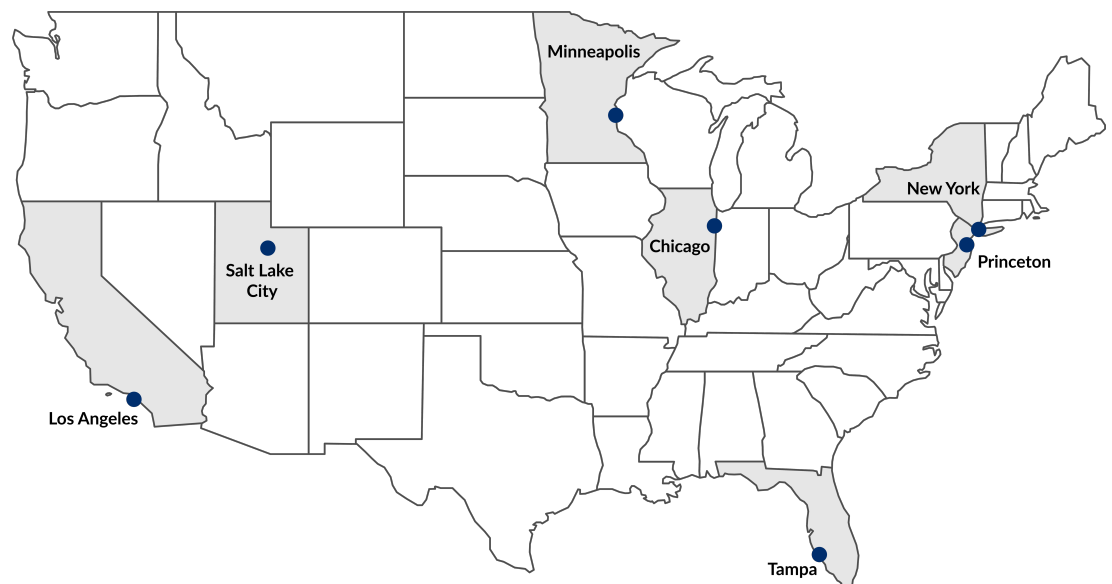 Minneapolis
New York
Chicago
Princeton
Salt Lake
City
Los Angeles
Tampa